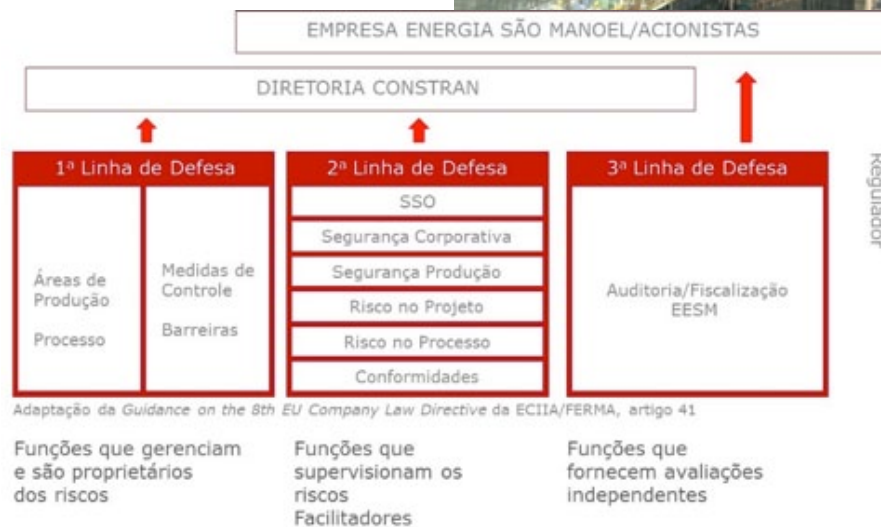 EMPRESA ENERGIA SÃO MANOEL/ACIONISTAS
DIRETORIA CONSTRAN
1ª Linha de Defesa
Áreas de
Produção
Processo
Medidas de
Controle
Barreiras
2ª Linha de Defesa
SSO
Segurança Corporativa
Segurança Produção
Risco no Projeto
Risco no Processo
Conformidades
3ª Linha de Defesa
Auditoria/Fiscalização
EESM
Regulador
Adaptação da Guidance on the 8th EU Company Law Directive da ECIIA/FERMA, artigo 41
Funções que gerenciam
e são proprietários
dos riscos
Funções que
supervisionam os
riscos
Facilitadores
Funções que
fornecem avaliações
independentes